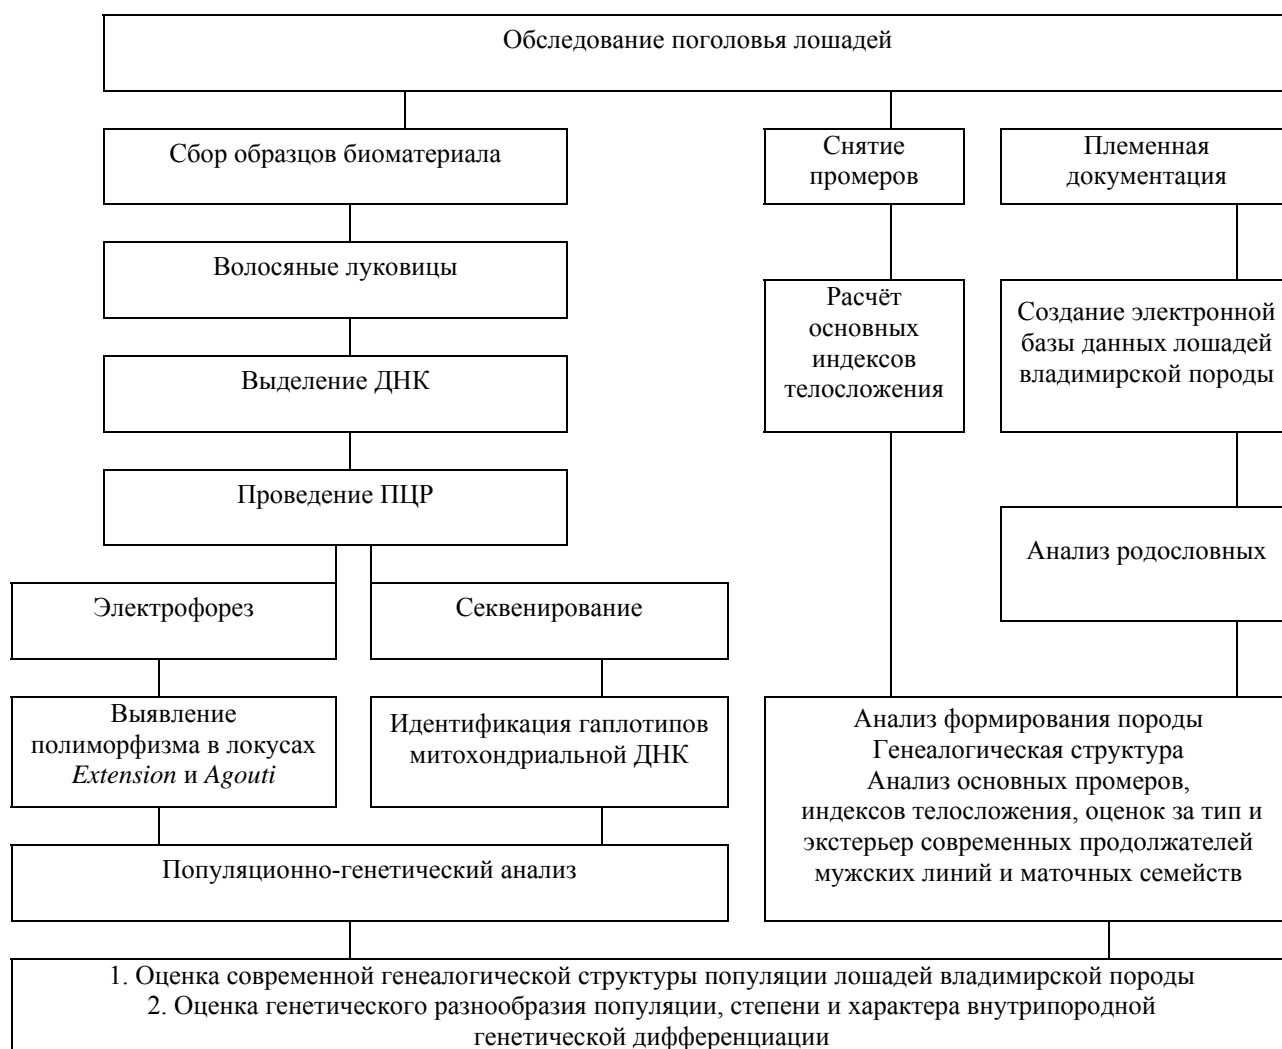 Обследование поголовья лошадей
Сбор образцов биоматериала
Снятие
промеров
Племенная
документация
Волосяные луковицы
Расчёт
основных
индексов
телосложения
Создание электронной
базы данных лошадей
владимирской породы
Выделение ДНК
Проведение ПЦР
Анализ родословных
Электрофорез
Секвенирование
Выявление
полиморфизма в локусах
Extension и Agouti
Идентификация гаплотипов
митохондриальной ДНК
Анализ формирования породы
Генеалогическая структура
Анализ основных промеров,
индексов телосложения, оценок за тип и
экстерьер современных продолжателей
мужских линий и маточных семейств
Популяционно-генетический анализ
1. Оценка современной генеалогической структуры популяции лошадей владимирской породы
2. Оценка генетического разнообразия популяции, степени и характера внутрипородной
генетической дифференциации